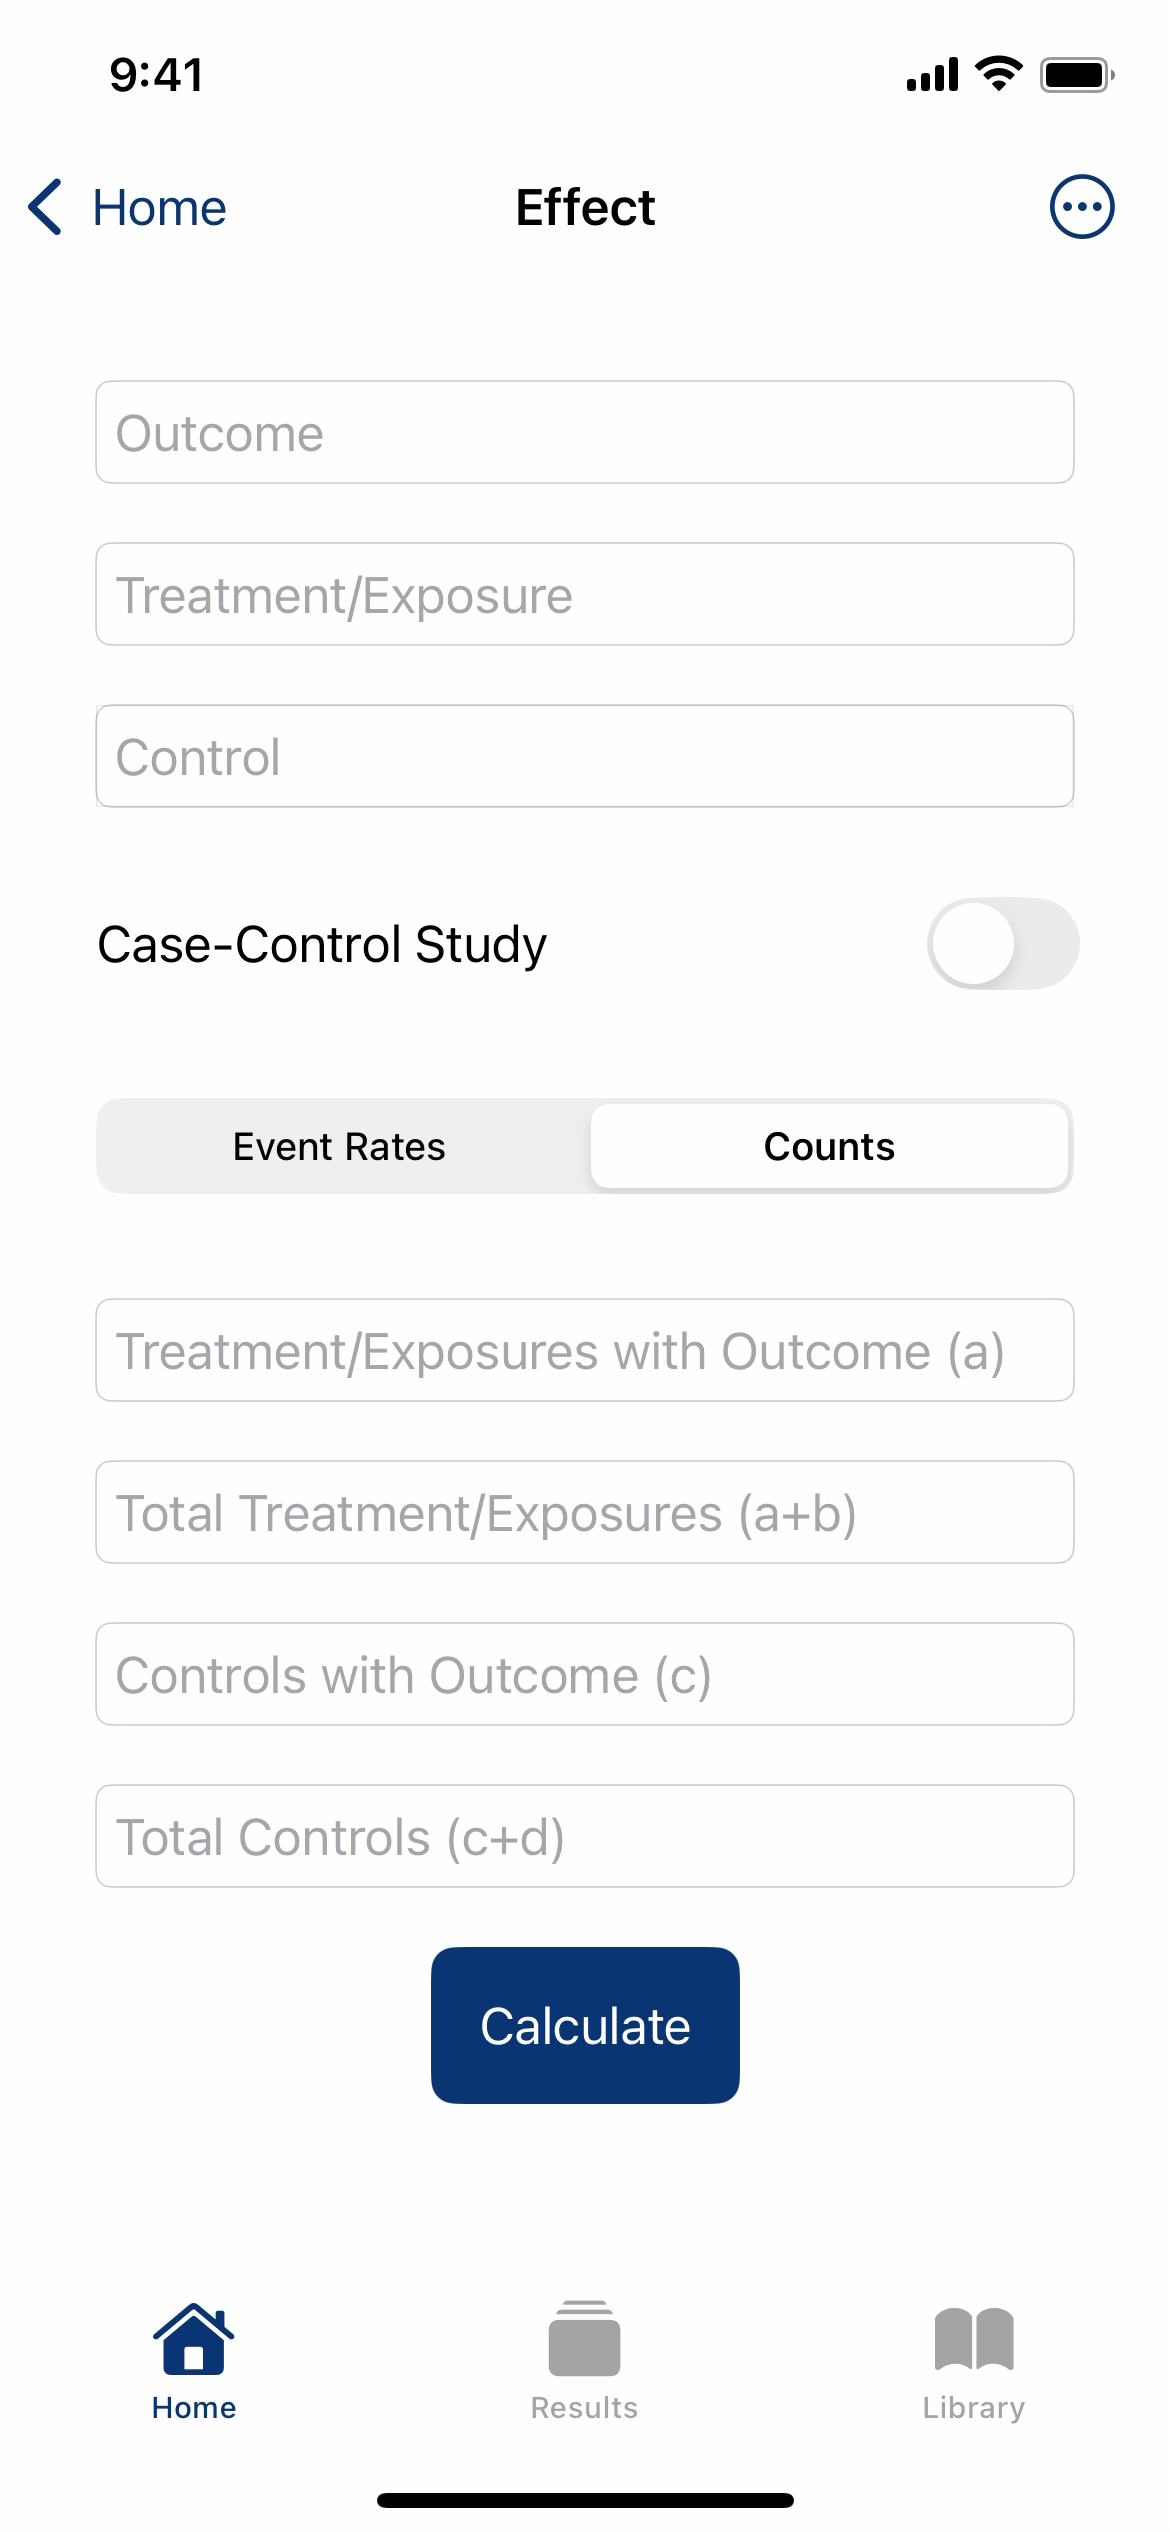 9:41
Home
Effect
Outcome
Treatment/Exposure
Control
Case-Control Study
Event Rates
Counts
Treatment/Exposures with Outcome (a)
Total Treatment/Exposures (a+b)
Controls with Outcome (c)
Total Controls (c+d)
Calculate
Home
Results
Library